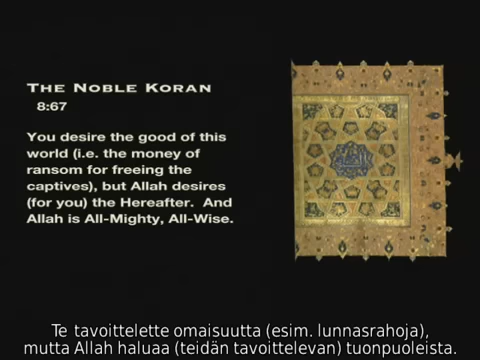 THE NOBLE KORAN
8:67
You desire the good of this
world (i.e. the money of
ransom for freeing the
captives), but Allah desires
(for you) the Hereafter.  And
Allah is All-Mighty, All-Wise.
Te tavoittelette omaisuutta (esim. lunnasrahoja),
mutta Allah haluaa (teidän tavoittelevan) tuonpuoleista.